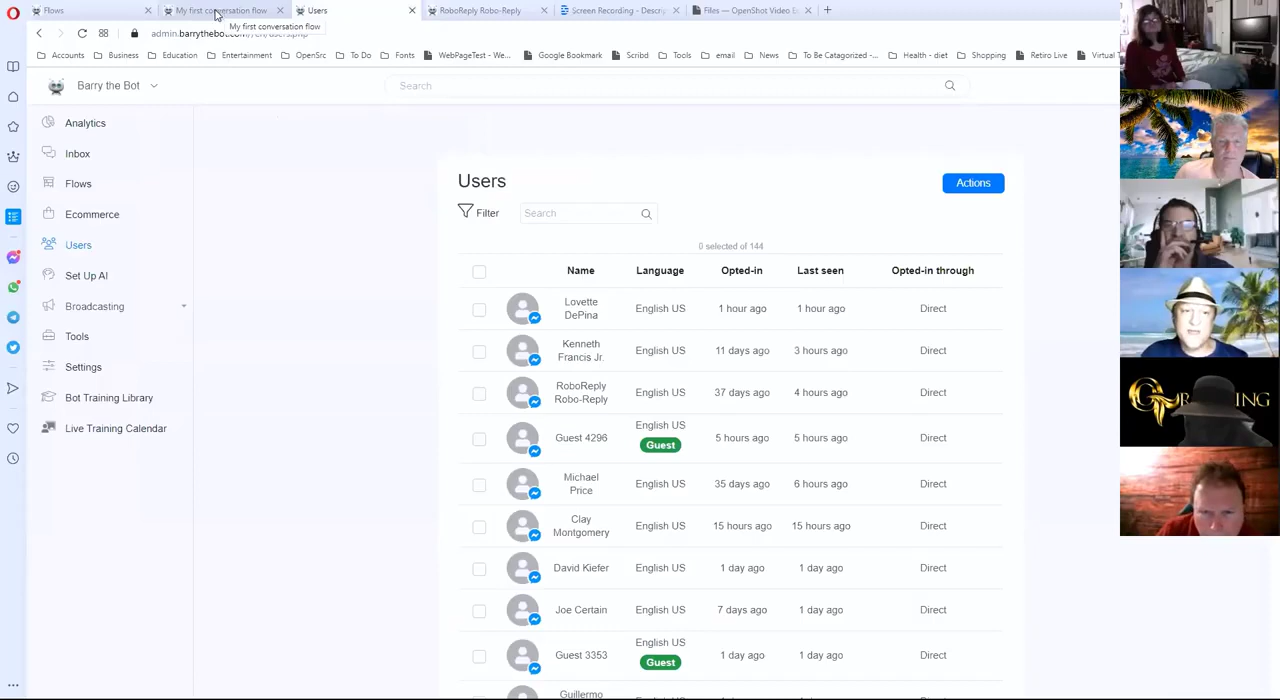 Flows
My first conversation flow
Users
RoboReply Robo-Reply
Screen Recording - Descrip
Files — OpenShot Video E
My first conversation flow
admin.barrythebot.com
Accounts
Business
Education
Entertainment
OpenSrc
To Do
Fonts
WebPageTest - We...
Google Bookmark
Scribd
Tools
email
News
To Be Catagorized -...
Health - diet
Shopping
Retiro Live
Virtual T
Barry the Bot
Search
Analytics
Inbox
Flows
Ecommerce
Users
Set Up AI
Broadcasting
Tools
Settings
Bot Training Library
Live Training Calendar
Users
Actions
Filter
Search
0 selected of 144
Name Language Opted-in Last seen Opted-in through
Lovette
DePina
English US 1 hour ago 1 hour ago Direct
Kenneth
Francis Jr.
English US 11 days ago 3 hours ago Direct
RoboReply
Robo-Reply
English US 37 days ago 4 hours ago Direct
Guest 4296
English US
Guest
5 hours ago 5 hours ago Direct
Michael
Price
English US 35 days ago 6 hours ago Direct
Clay
Montgomery
English US 15 hours ago 15 hours ago Direct
David Kiefer English US 1 day ago 1 day ago Direct
Joe Certain English US 7 days ago 1 day ago Direct
Guest 3353
English US
Guest
1 day ago 1 day ago Direct
Guillermo